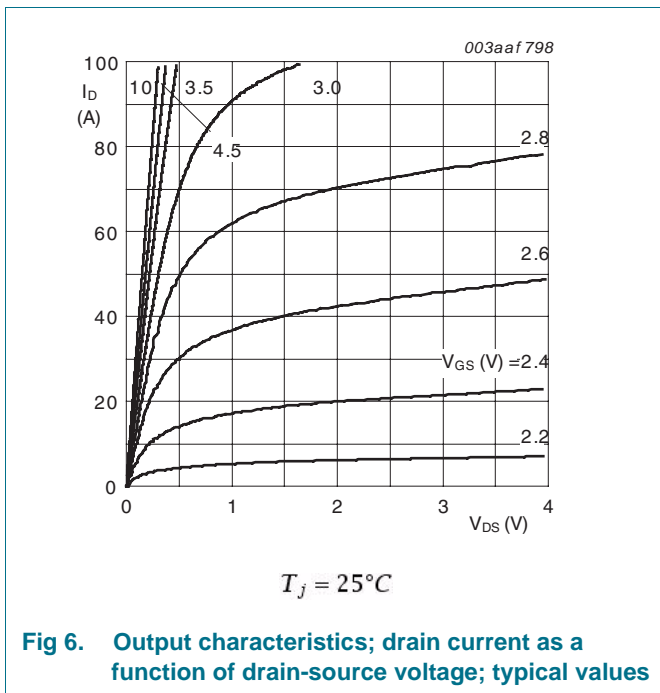 003aaf798
100
I_D
(A)
10
3.5
3.0
4.5
80
2.8
60
2.6
40
V_GS (V) = 2.4
20
2.2
0
0 1 2 3 4
V_DS (V)
T_j = 25°C
Fig 6. Output characteristics; drain current as a
function of drain-source voltage; typical values